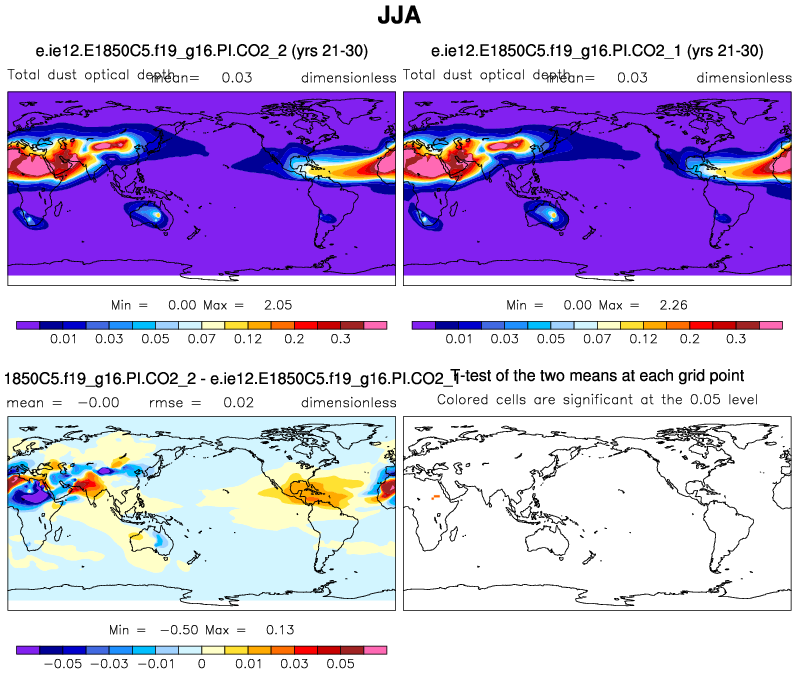 JJA
e.ie12.E1850C5.f19_g16.PI.CO2_2 (yrs 21-30)
e.ie12.E1850C5.f19_g16.PI.CO2_1 (yrs 21-30)
Total dust optical depth mean= 0.03 dimensionless
Total dust optical depth mean= 0.03 dimensionless
Min = 0.00 Max = 2.05
Min = 0.00 Max = 2.26
0.01 0.03 0.05 0.07 0.12 0.2 0.3
0.01 0.03 0.05 0.07 0.12 0.2 0.3
1850C5.f19_g16.PI.CO2_2 - e.ie12.E1850C5.f19_g16.PI.CO2_1
T-test of the two means at each grid point
mean = -0.00 rmse = 0.02 dimensionless
Colored cells are significant at the 0.05 level
Min = -0.50 Max = 0.13
-0.05 -0.03 -0.01 0 0.01 0.03 0.05